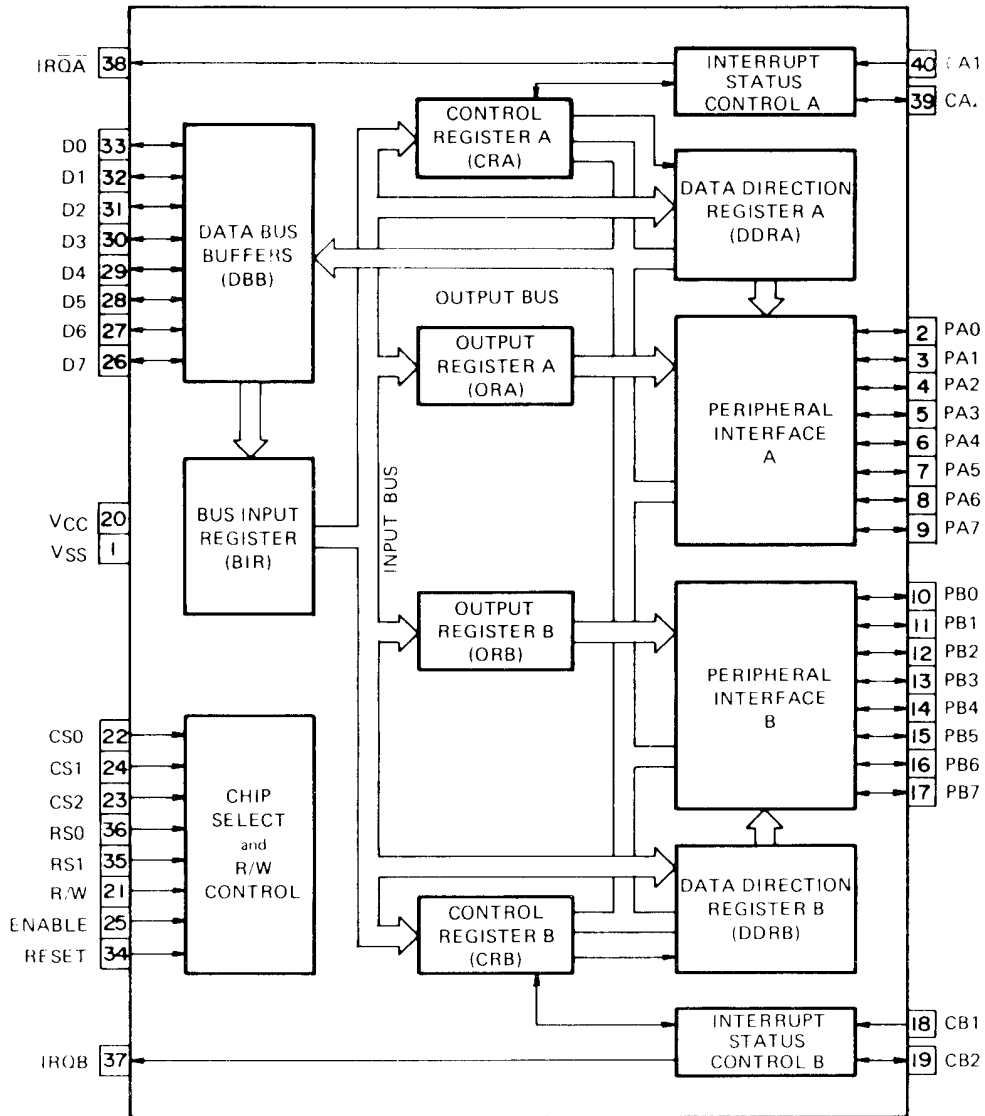 IRQA 38
D0 33
D1 32
D2 31
D3 30
D4 29
D5 28
D6 27
D7 26
DATA BUS
BUFFERS
(DBB)
CONTROL
REGISTER A
(CRA)
INTERRUPT
STATUS
CONTROL A
40 CA1
39 CA
DATA DIRECTION
REGISTER A
(DDRA)
OUTPUT BUS
OUTPUT
REGISTER A
(ORA)
PERIPHERAL
INTERFACE
A
2 PA0
3 PA1
4 PA2
5 PA3
6 PA4
7 PA5
8 PA6
9 PA7
VCC 20
VSS 1
BUS INPUT
REGISTER
(BIR)
INPUT BUS
OUTPUT
REGISTER B
(ORB)
PERIPHERAL
INTERFACE
B
10 PB0
11 PB1
12 PB2
13 PB3
14 PB4
15 PB5
16 PB6
17 PB7
CS0 22
CS1 24
CS2 23
RS0 36
RS1 35
R/W 21
ENABLE 25
RESET 34
CHIP
SELECT
and
R/W
CONTROL
CONTROL
REGISTER B
(CRB)
DATA DIRECTION
REGISTER B
(DDRB)
INTERRUPT
STATUS
CONTROL B
18 CB1
19 CB2
IRQB 37